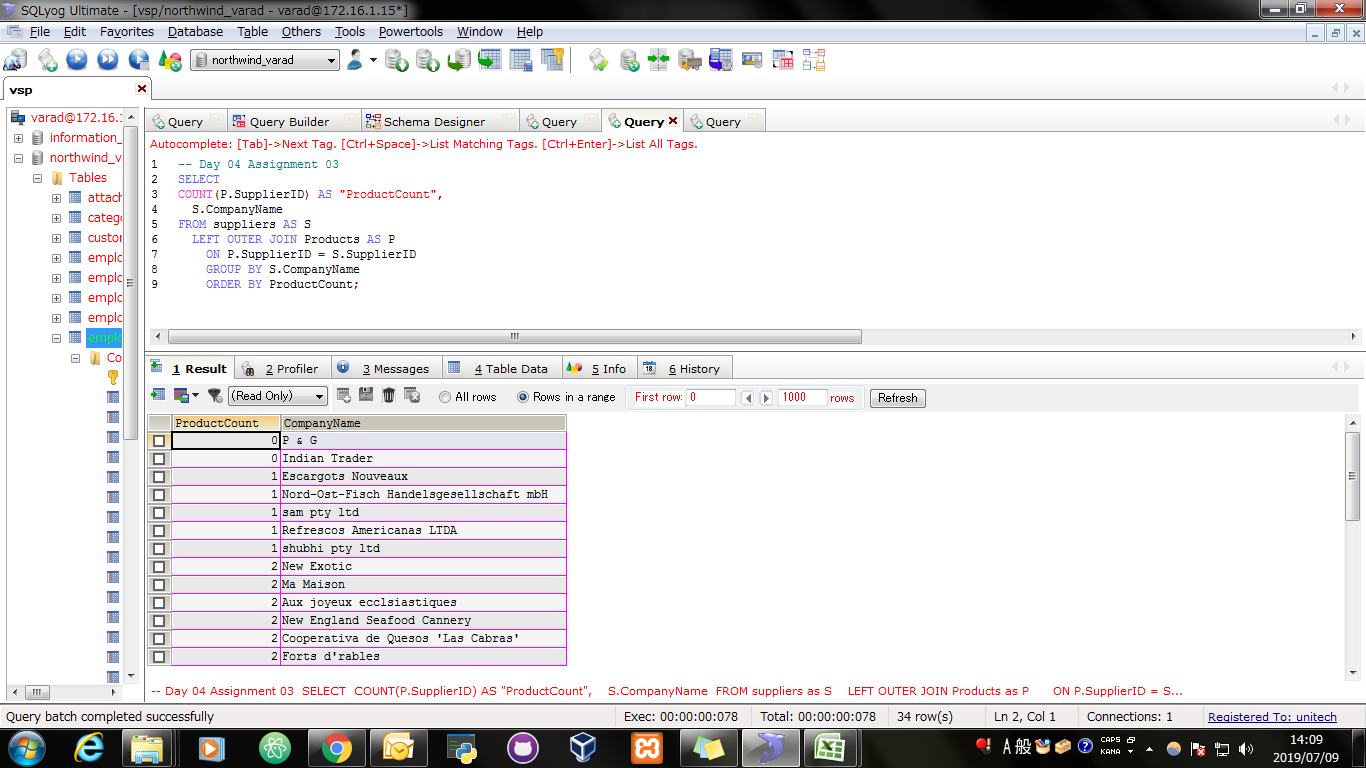 SQLyog Ultimate - [vsp/northwind_varad - varad@172.16.1.15*]
File Edit Favorites Database Table Others Tools Powertools Window Help
northwind_varad
vsp
varad@172.16.1
information_
northwind_v
Tables
attach
catego
custom
emplo
emplo
emplo
emplo
emplo
Co
Query Query Builder Schema Designer Query Query Query
Autocomplete: [Tab]->Next Tag. [Ctrl+Space]->List Matching Tags. [Ctrl+Enter]->List All Tags.
1 -- Day 04 Assignment 03
2 SELECT
3 COUNT(P.SupplierID) AS "ProductCount",
4 S.CompanyName
5 FROM suppliers AS S
6 LEFT OUTER JOIN Products AS P
7 ON P.SupplierID = S.SupplierID
8 GROUP BY S.CompanyName
9 ORDER BY ProductCount;
1 Result 2 Profiler 3 Messages 4 Table Data 5 Info 6 History
(Read Only) All rows Rows in a range First row: 0 1000 rows Refresh
ProductCount CompanyName
0 P & G
0 Indian Trader
1 Escargots Nouveaux
1 Nord-Ost-Fisch Handelsgesellschaft mbH
1 sam pty ltd
1 Refrescos Americanas LTDA
1 shubhi pty ltd
2 New Exotic
2 Ma Maison
2 Aux joyeux ecclsiastiques
2 New England Seafood Cannery
2 Cooperativa de Quesos 'Las Cabras'
2 Forts d'rables
-- Day 04 Assignment 03 SELECT COUNT(P.SupplierID) AS "ProductCount", S.CompanyName FROM suppliers as S LEFT OUTER JOIN Products as P ON P.SupplierID = S...
Query batch completed successfully Exec: 00:00:00:078 Total: 00:00:00:078 34 row(s) Ln 2, Col 1 Connections: 1 Registered To: unitech
A 般 CAPS KANA 14:09
2019/07/09